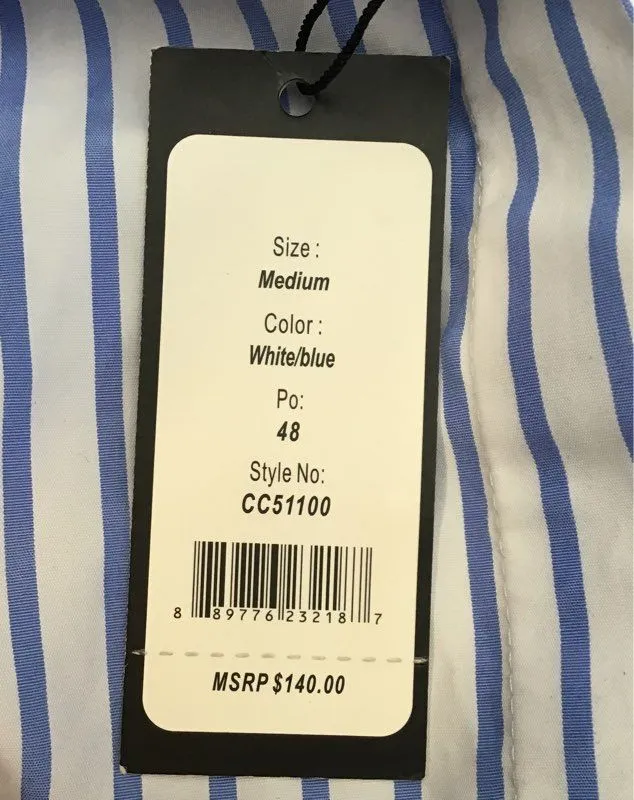 Size :
Medium
Color :
White/blue
Po:
48
Style No:
CC51100
8 89776 23218 7
MSRP $140.00